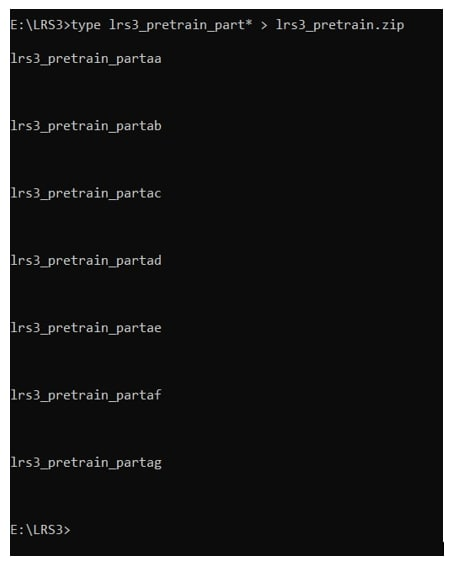 E:\LRS3>type lrs3_pretrain_part* > lrs3_pretrain.zip
lrs3_pretrain_partaa
lrs3_pretrain_partab
lrs3_pretrain_partac
lrs3_pretrain_partad
lrs3_pretrain_partae
lrs3_pretrain_partaf
lrs3_pretrain_partag
E:\LRS3>